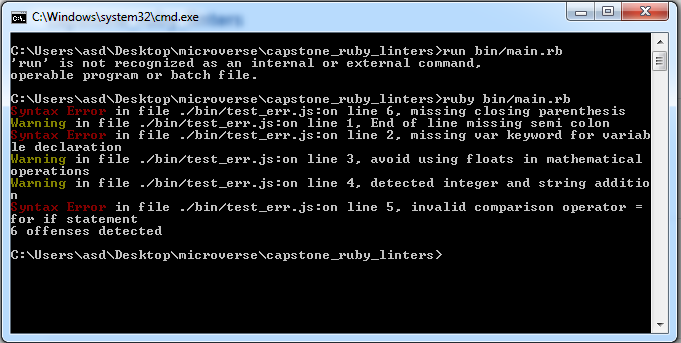 C:\Windows\system32\cmd.exe
C:\Users\asd\Desktop\microverse\capstone_ruby_linters>run bin/main.rb
'run' is not recognized as an internal or external command,
operable program or batch file.
C:\Users\asd\Desktop\microverse\capstone_ruby_linters>ruby bin/main.rb
Syntax Error in file ./bin/test_err.js:on line 6, missing closing parenthesis
Warning in file ./bin/test_err.js:on line 1, End of line missing semi colon
Syntax Error in file ./bin/test_err.js:on line 2, missing var keyword for variab
le declaration
Warning in file ./bin/test_err.js:on line 3, avoid using floats in mathematical
operations
Warning in file ./bin/test_err.js:on line 4, detected integer and string additio
n
Syntax Error in file ./bin/test_err.js:on line 5, invalid comparison operator =
for if statement
6 offenses detected
C:\Users\asd\Desktop\microverse\capstone_ruby_linters>